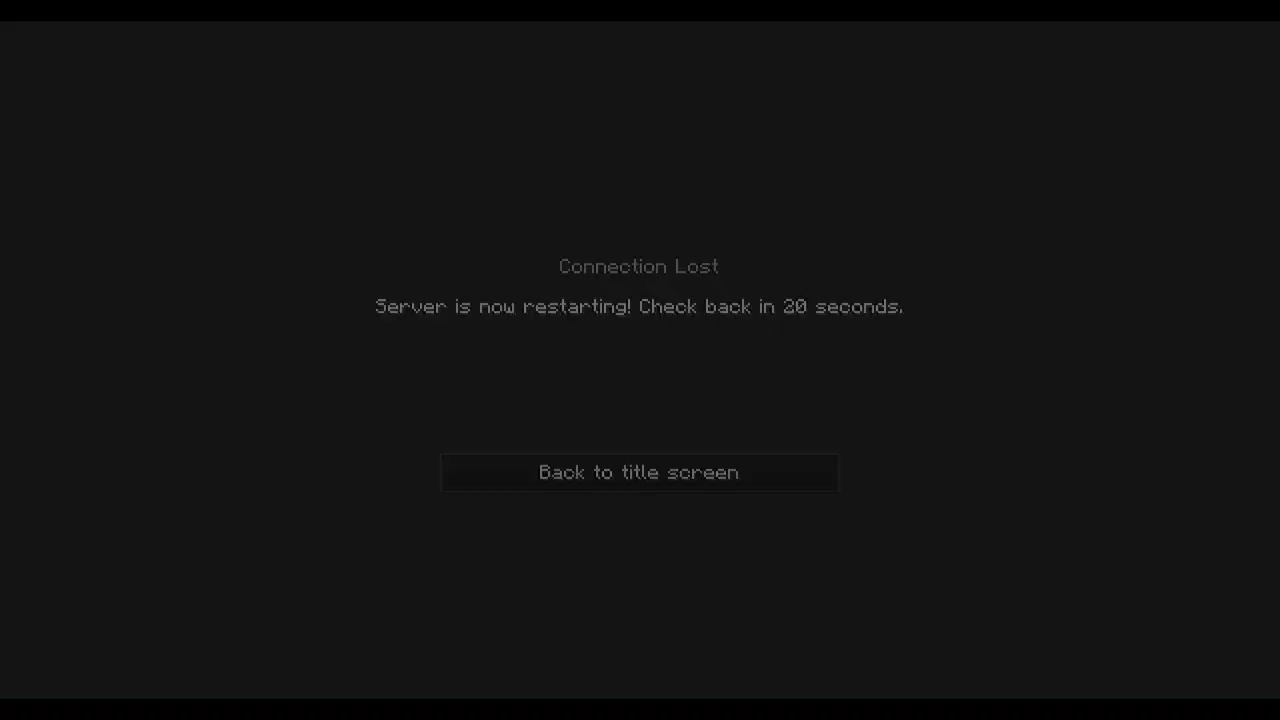 Connection Lost
Server is now restarting! Check back in 20 seconds.
Back to title screen